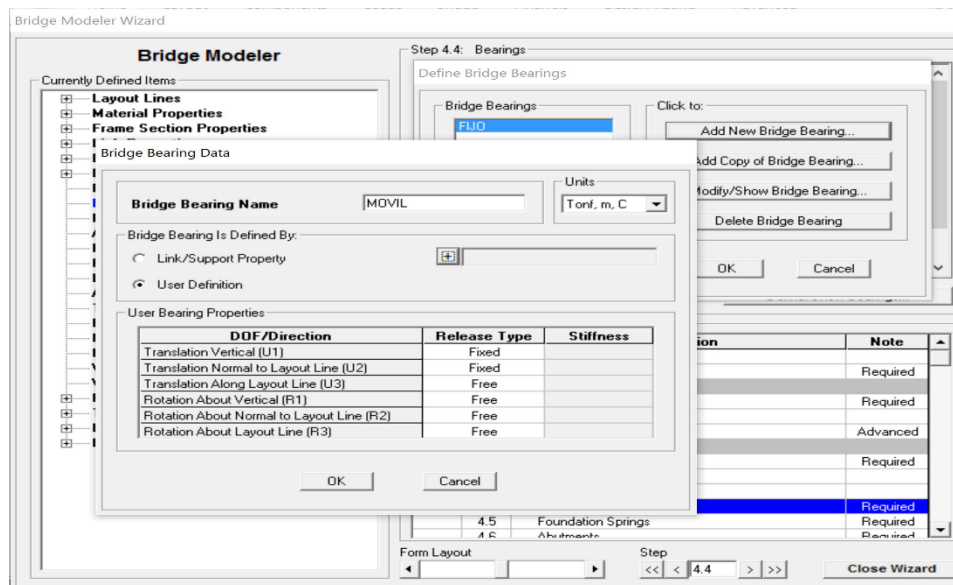 Bridge Modeler Wizard
Bridge Modeler
Currently Defined Items
Layout Lines
Material Properties
Frame Section Properties
Step 4.4: Bearings
Define Bridge Bearings
Bridge Bearings
FIJO
Click to:
Add New Bridge Bearing...
Add Copy of Bridge Bearing...
Modify/Show Bridge Bearing...
Delete Bridge Bearing
OK Cancel
Bridge Bearing Data
Bridge Bearing Name MOVIL
Units
Tonf, m, C
Bridge Bearing Is Defined By:
Link/Support Property
User Definition
User Bearing Properties
DOF/Direction Release Type Stiffness
Translation Vertical (U1) Fixed
Translation Normal to Layout Line (U2) Fixed
Translation Along Layout Line (U3) Free
Rotation About Vertical (R1) Free
Rotation About Normal to Layout Line (R2) Free
Rotation About Layout Line (R3) Free
OK Cancel
Note
Required
Required
Advanced
Required
Required
4.5 Foundation Springs Required
4.6 Abutments Required
Form Layout
Step
<< < 4.4 > >>
Close Wizard